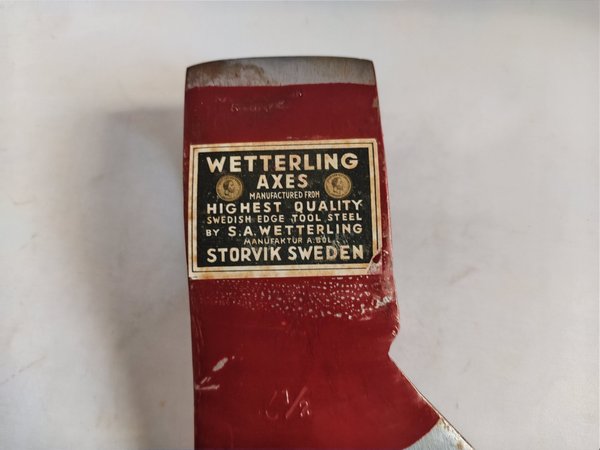 WETTERLING
AXES
MANUFACTURED FROM
HIGHEST QUALITY
SWEDISH EDGE TOOL STEEL
BY S.A. WETTERLING
MANUFAKTUR A.BOL
STORVIK SWEDEN